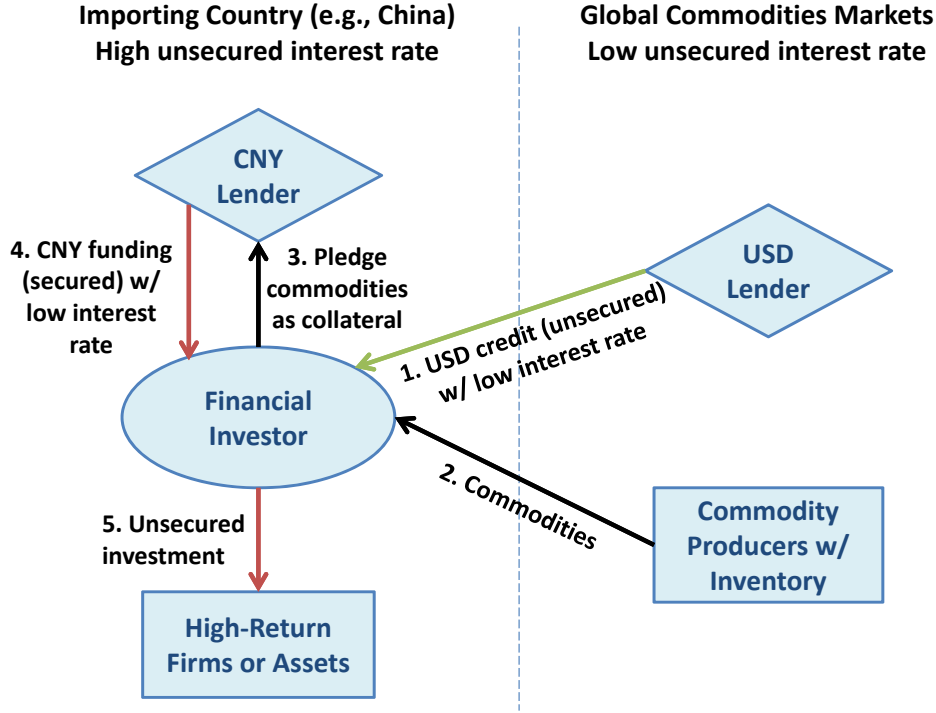 Importing Country (e.g., China)
High unsecured interest rate
Global Commodities Markets
Low unsecured interest rate
CNY
Lender
4. CNY funding
(secured) w/
low interest
rate
3. Pledge
commodities
as collateral
USD
Lender
1. USD credit (unsecured)
w/ low interest rate
Financial
Investor
2. Commodities
Commodity
Producers w/
Inventory
5. Unsecured
investment
High-Return
Firms or Assets